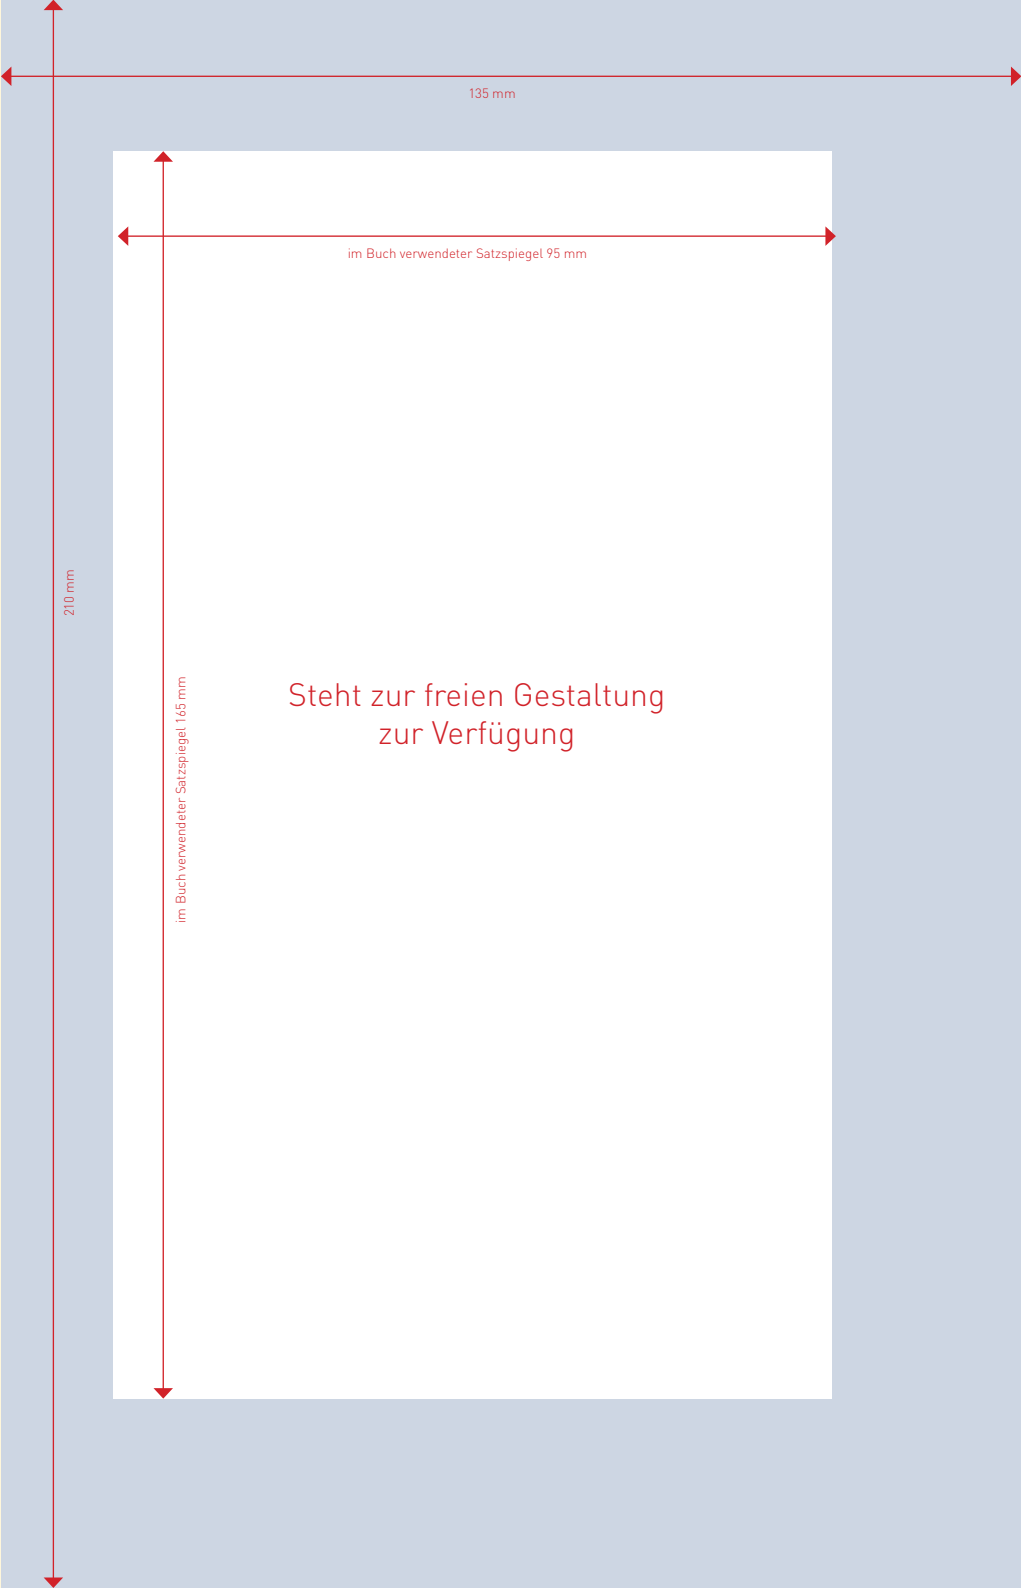 135 mm
im Buch verwendeter Satzspiegel 95 mm
210 mm
im Buch verwendeter Satzspiegel 165 mm
Steht zur freien Gestaltung
zur Verfügung